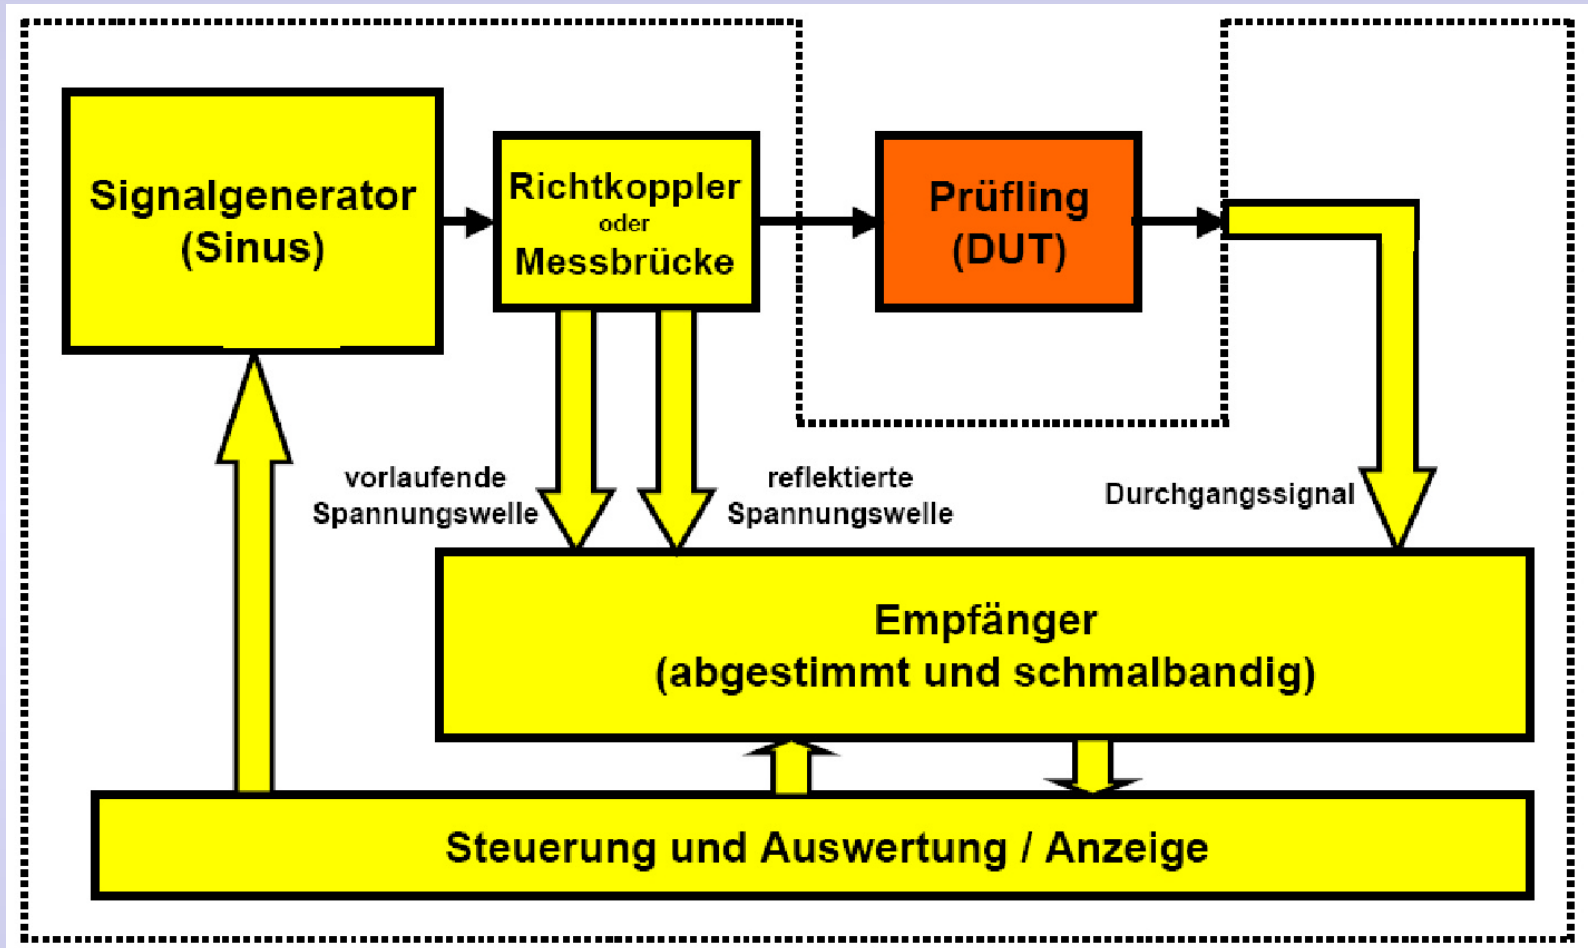 Signalgenerator
(Sinus)
Richtkoppler
oder
Messbrücke
Prüfling
(DUT)
vorlaufende
Spannungswelle
reflektierte
Spannungswelle
Durchgangssignal
Empfänger
(abgestimmt und schmalbandig)
Steuerung und Auswertung / Anzeige